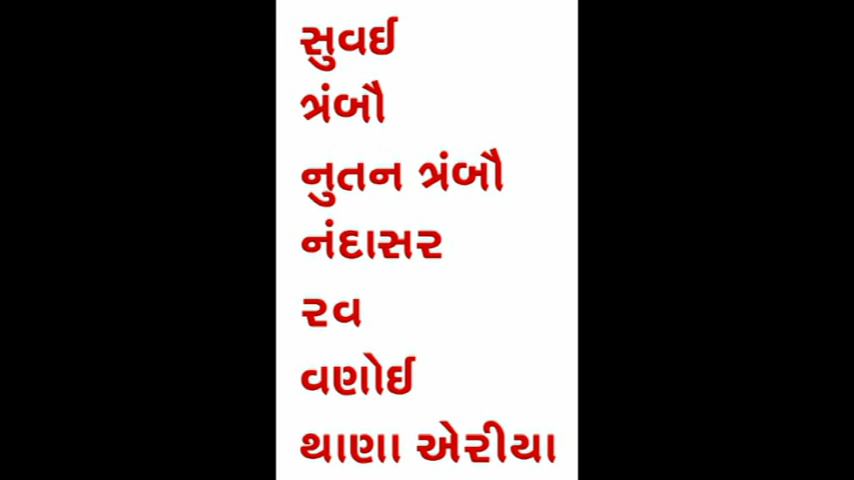 સુવઈ
ત્રંબૌ
નુતન ત્રંબૌ
નંદાસર
રવ
વણોઈ
થાણા એરીયા